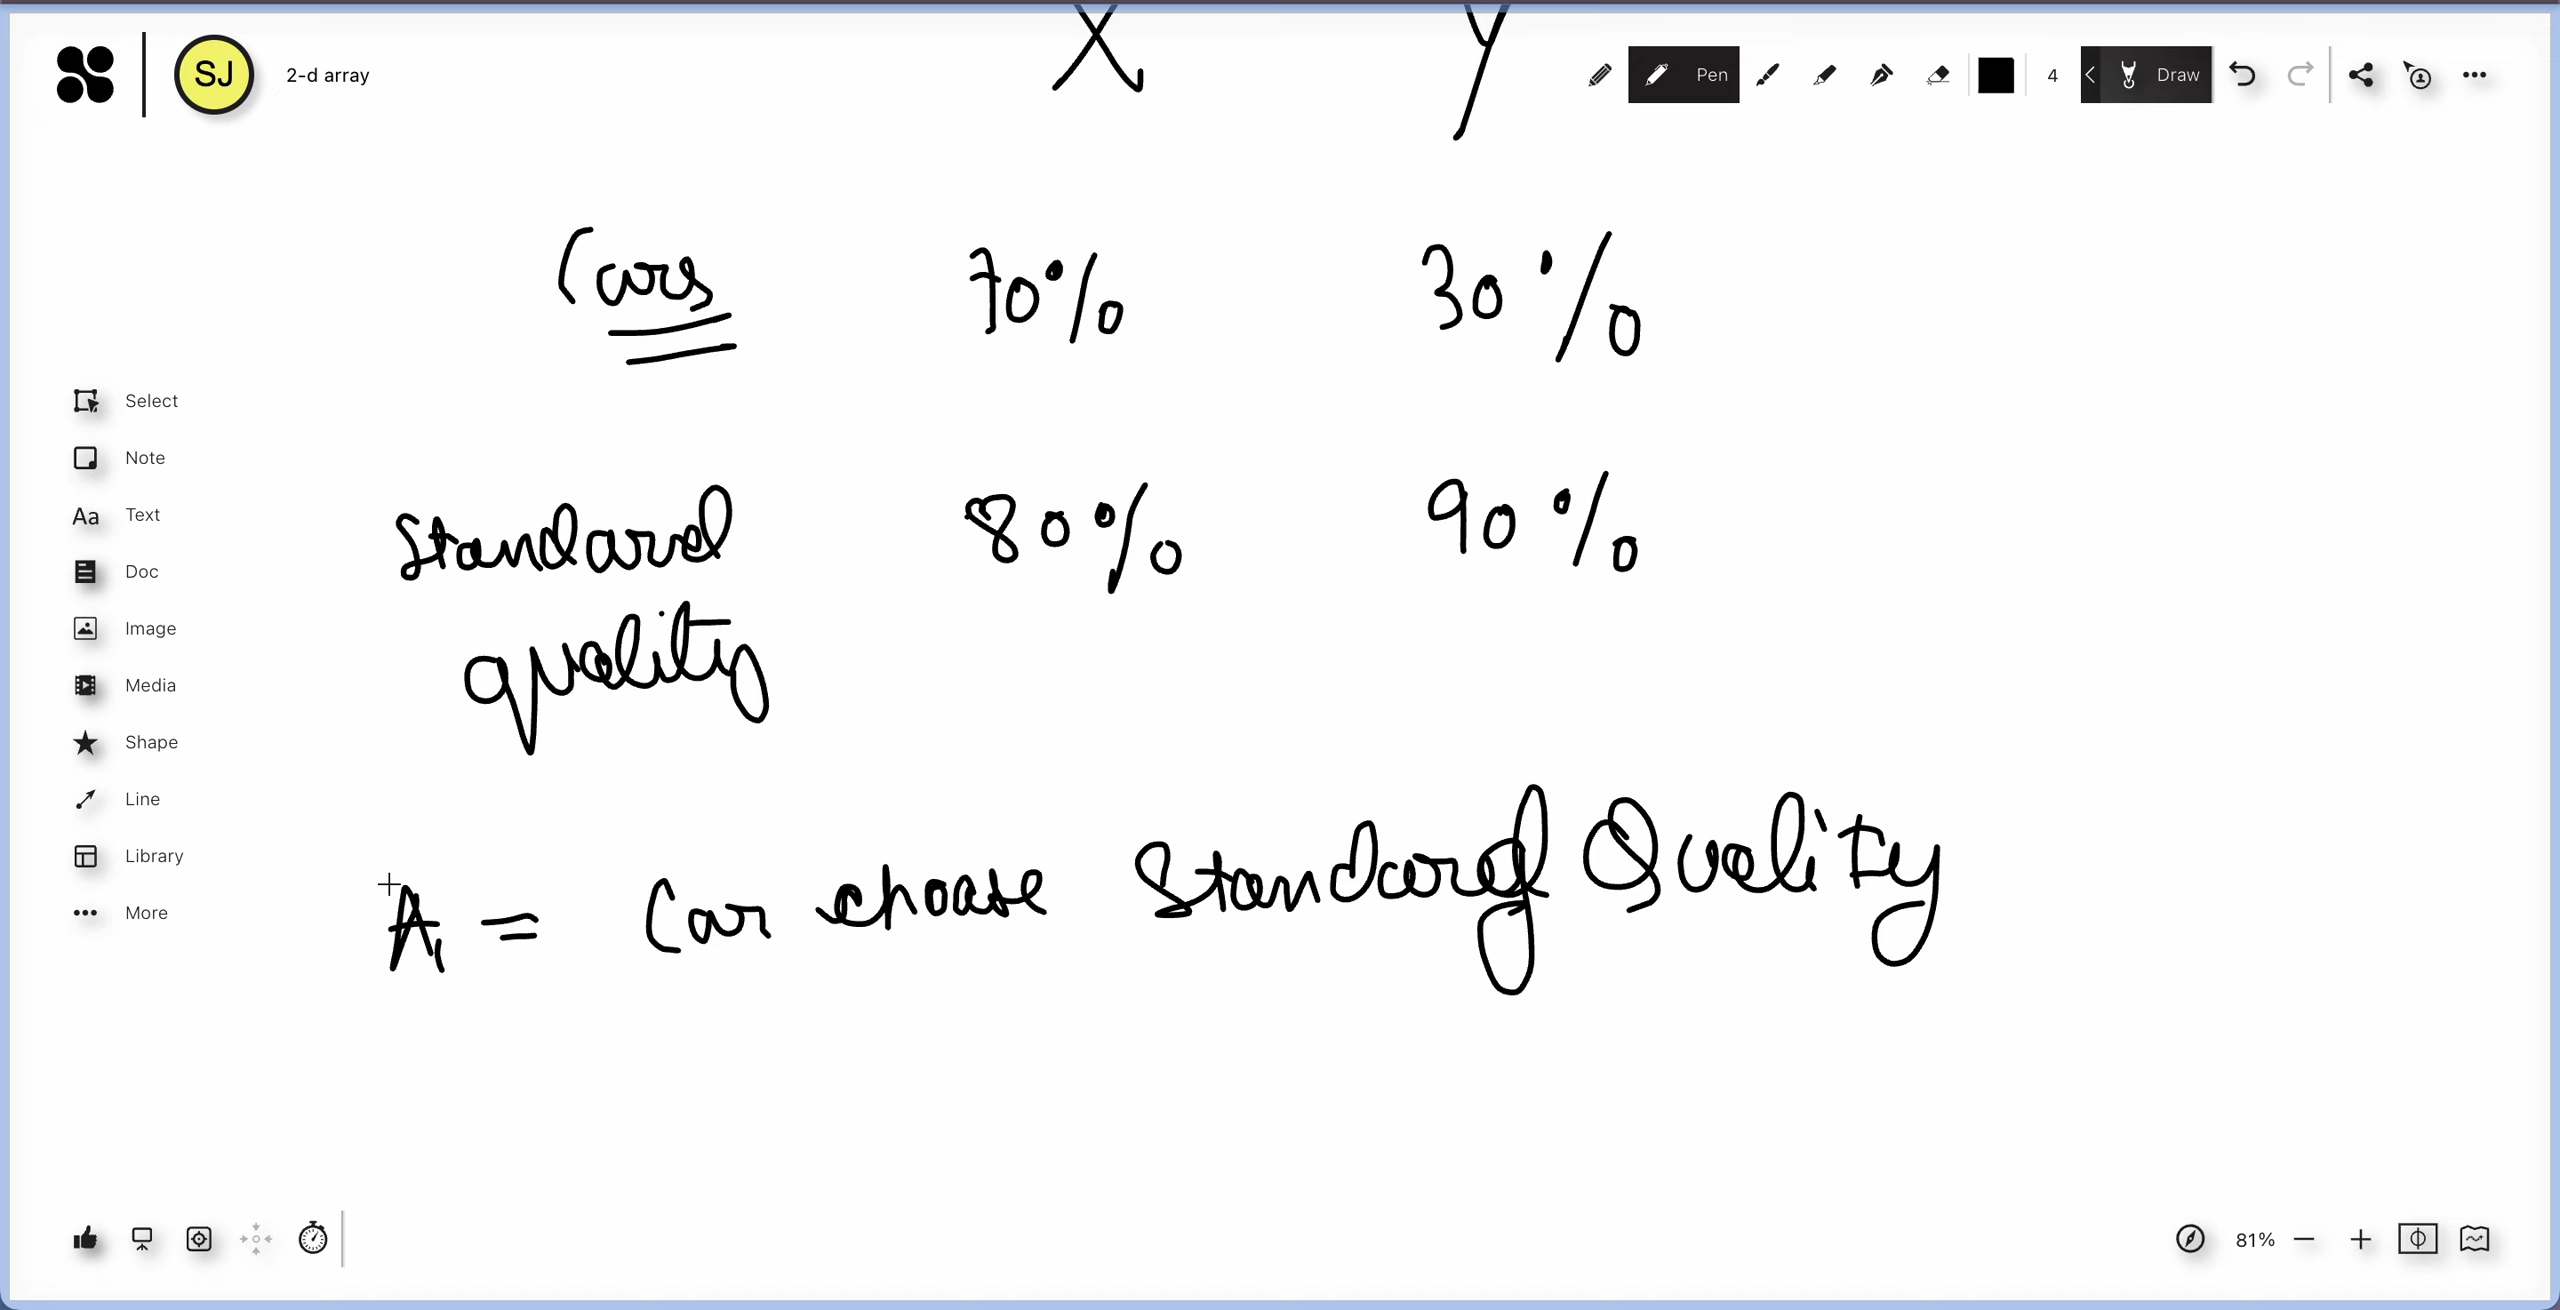 X y
SJ 2-d array Pen 4 Draw
Cars 70% 30%
Select
Note
Standard 80% 90%
Text
Doc
Image
quality
Media
Shape
Line
Library
A1 = Car choose Standard Quality
More
81%